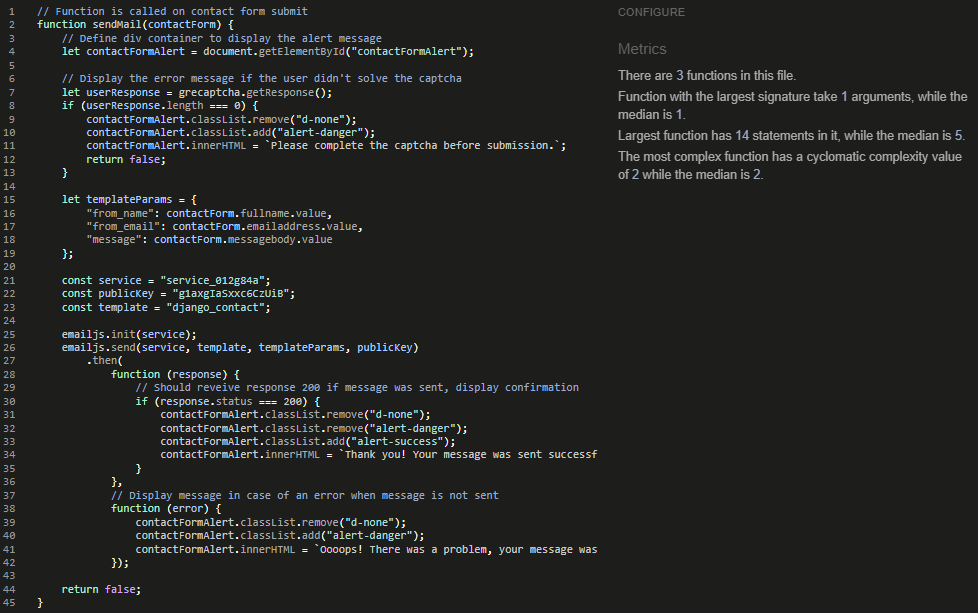 1 // Function is called on contact form submit
2 function sendMail(contactForm) {
3 // Define div container to display the alert message
4 let contactFormAlert = document.getElementById("contactFormAlert");
5
6 // Display the error message if the user didn't solve the captcha
7 let userResponse = grecaptcha.getResponse();
8 if (userResponse.length === 0) {
9 contactFormAlert.classList.remove("d-none");
10 contactFormAlert.classList.add("alert-danger");
11 contactFormAlert.innerHTML = `Please complete the captcha before submission.`;
12 return false;
13 }
14
15 let templateParams = {
16 "from_name": contactForm.fullname.value,
17 "from_email": contactForm.emailaddress.value,
18 "message": contactForm.messagebody.value
19 };
20
21 const service = "service_012g84a";
22 const publicKey = "g1axgIaSxxc6CzUiB";
23 const template = "django_contact";
24
25 emailjs.init(service);
26 emailjs.send(service, template, templateParams, publicKey)
27 .then(
28 function (response) {
29 // Should reveive response 200 if message was sent, display confirmation
30 if (response.status === 200) {
31 contactFormAlert.classList.remove("d-none");
32 contactFormAlert.classList.remove("alert-danger");
33 contactFormAlert.classList.add("alert-success");
34 contactFormAlert.innerHTML = `Thank you! Your message was sent successf
35 }
36 },
37 // Display message in case of an error when message is not sent
38 function (error) {
39 contactFormAlert.classList.remove("d-none");
40 contactFormAlert.classList.add("alert-danger");
41 contactFormAlert.innerHTML = `Oooops! There was a problem, your message was
42 });
43
44 return false;
45 }
CONFIGURE
Metrics
There are 3 functions in this file.
Function with the largest signature take 1 arguments, while the
median is 1.
Largest function has 14 statements in it, while the median is 5.
The most complex function has a cyclomatic complexity value
of 2 while the median is 2.